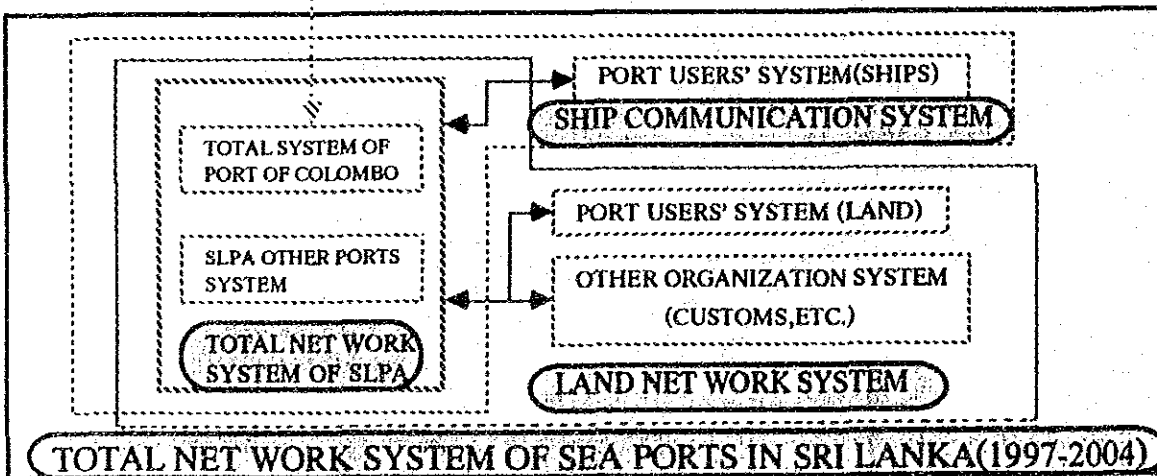 PORT USERS' SYSTEM(SHIPS)
SHIP COMMUNICATION SYSTEM
TOTAL SYSTEM OF
PORT OF COLOMBO
PORT USERS' SYSTEM (LAND)
SLPA OTHER PORTS
SYSTEM
OTHER ORGANIZATION SYSTEM
(CUSTOMS,ETC.)
TOTAL NET WORK
SYSTEM OF SLPA
LAND NET WORK SYSTEM
TOTAL NET WORK SYSTEM OF SEA PORTS IN SRI LANKA(1997-2004)